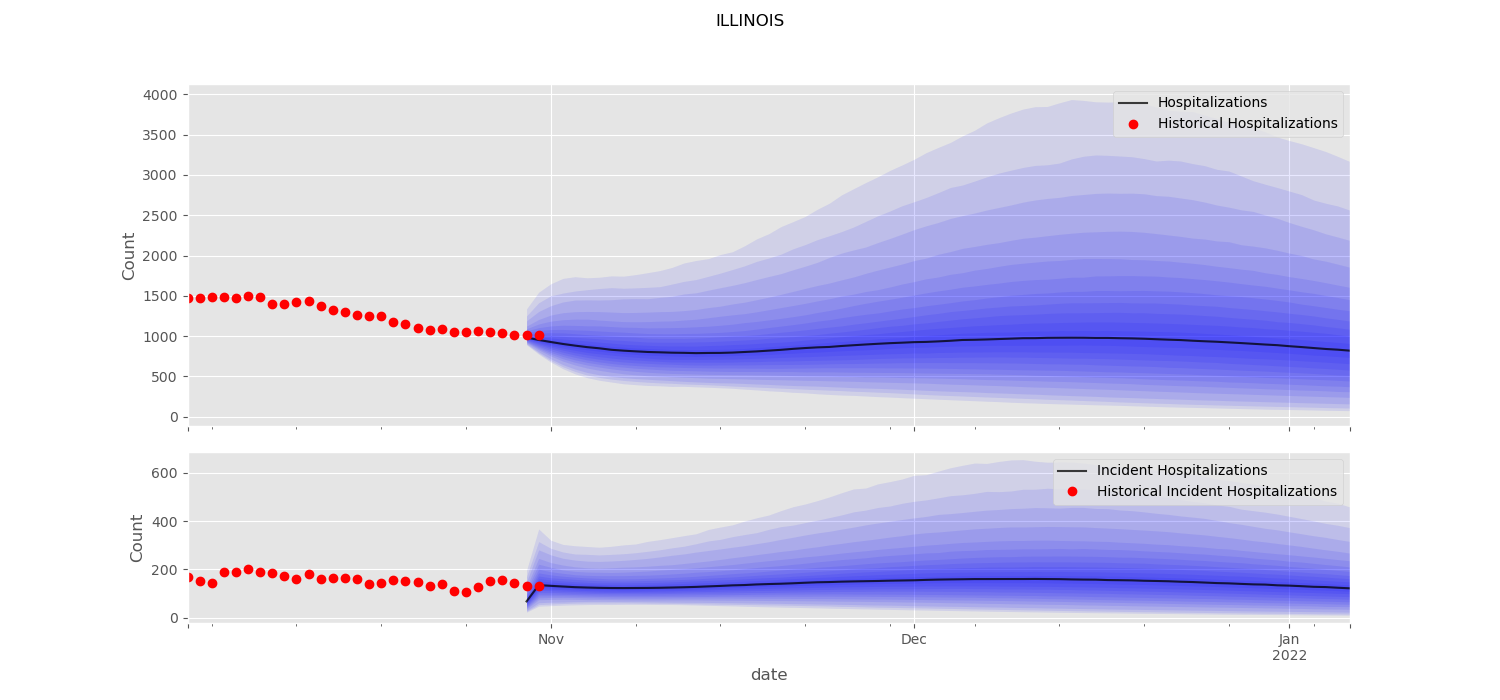 ILLINOIS
4000
3500
3000
2500
2000
1500
1000
500
0
Count
Hospitalizations
Historical Hospitalizations
600
400
200
0
Count
Incident Hospitalizations
Historical Incident Hospitalizations
Nov
Dec
Jan
2022
date